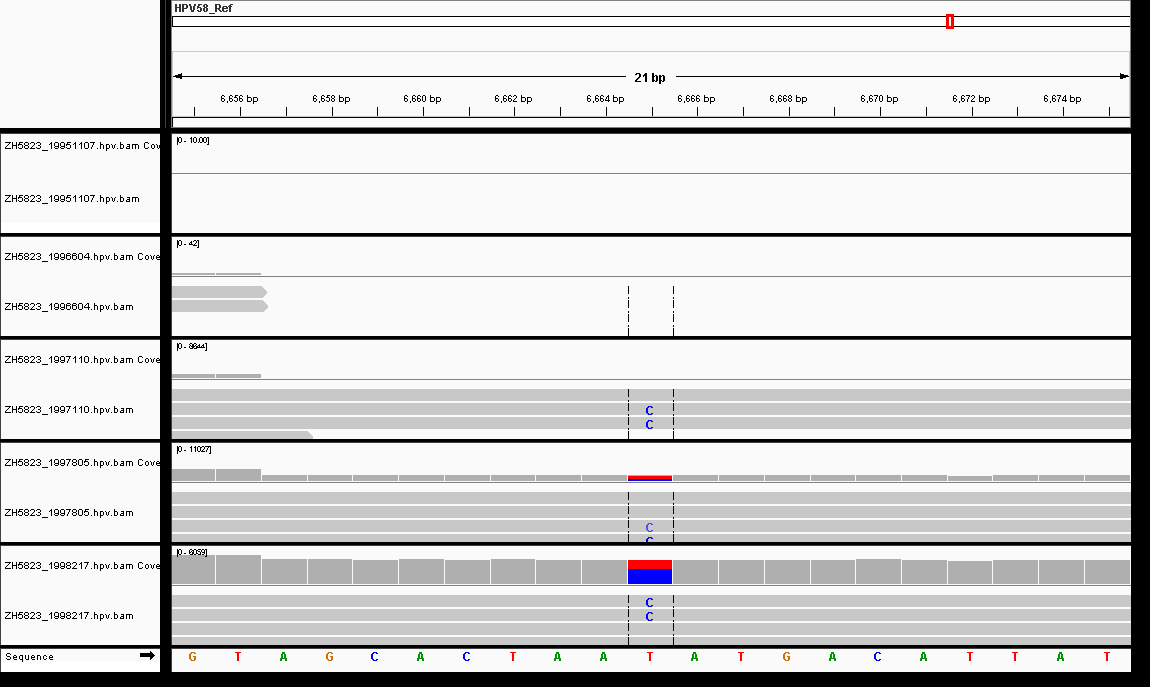 HPV58_Ref
21 bp
6,656 bp 6,658 bp 6,660 bp 6,662 bp 6,664 bp 6,666 bp 6,668 bp 6,670 bp 6,672 bp 6,674 bp
ZH5823_19951107.hpv.bam Cov
[0 - 10.00]
ZH5823_19951107.hpv.bam
[0 - 42]
ZH5823_1996604.hpv.bam Cove
ZH5823_1996604.hpv.bam
[0 - 8644]
ZH5823_1997110.hpv.bam Cove
ZH5823_1997110.hpv.bam
C
C
[0 - 11027]
ZH5823_1997805.hpv.bam Cove
ZH5823_1997805.hpv.bam
C
C
[0 - 6059]
ZH5823_1998217.hpv.bam Cove
C
ZH5823_1998217.hpv.bam
C
Sequence G T A G C A C T A A T A T G A C A T T A T